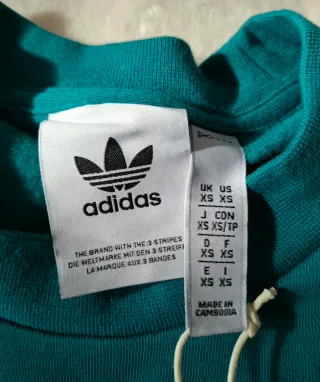 adidas
THE BRAND WITH THE 3 STRIPES
DIE WELTMARKE MIT DEN 3 STREIF
LA MARQUE AUX 3 BANDES
UK US
XS XS
J CDN
XS XS/TP
D F
XS XS
E I
XS XS
MADE IN
CAMBODIA